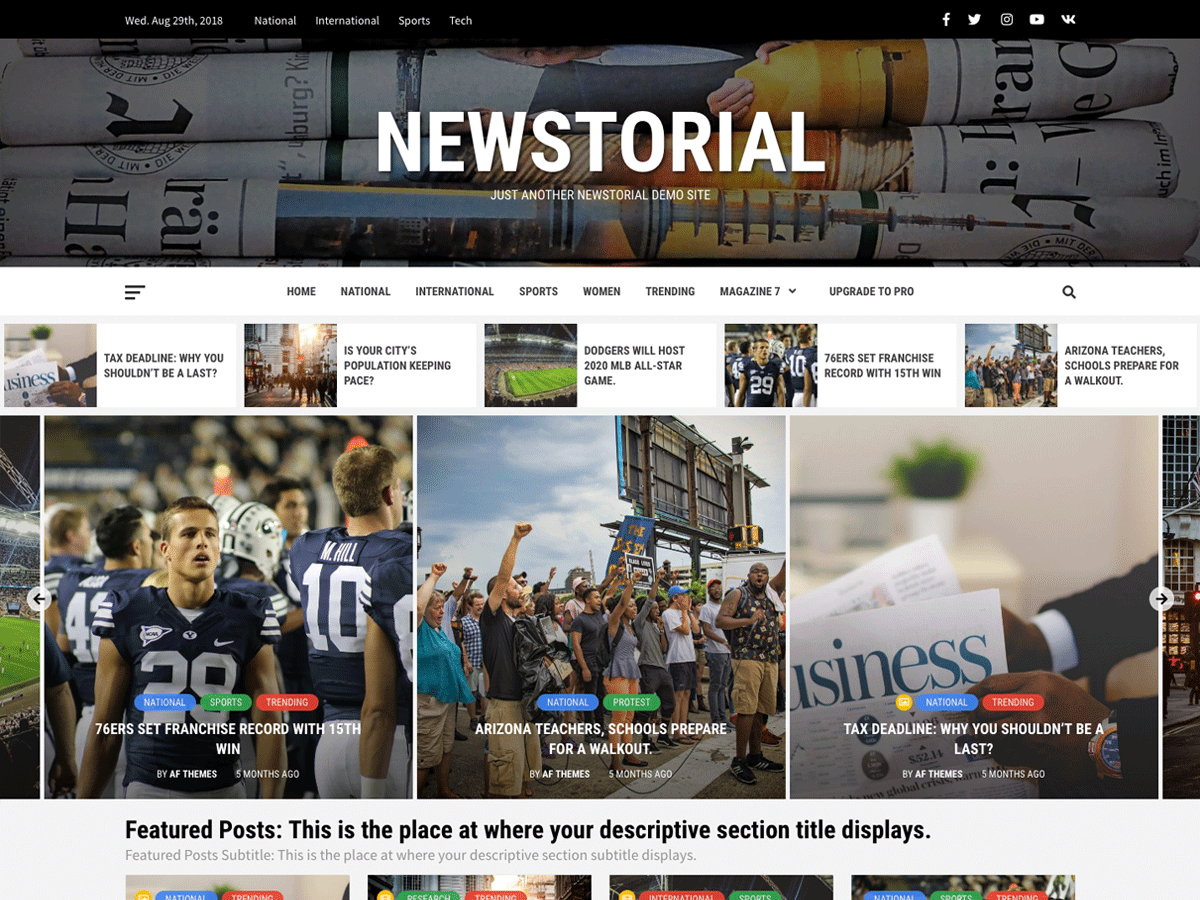 Wed. Aug 29th, 2018 National International Sports Tech
NEWSTORIAL
JUST ANOTHER NEWSTORIAL DEMO SITE
HOME NATIONAL INTERNATIONAL SPORTS WOMEN TRENDING MAGAZINE 7 UPGRADE TO PRO
TAX DEADLINE: WHY YOU
SHOULDN'T BE A LAST?
IS YOUR CITY'S
POPULATION KEEPING
PACE?
DODGERS WILL HOST
2020 MLB ALL-STAR
GAME.
76ERS SET FRANCHISE
RECORD WITH 15TH WIN
ARIZONA TEACHERS,
SCHOOLS PREPARE FOR
A WALKOUT.
M. HILL
10
29
usiness
NATIONAL SPORTS TRENDING
76ERS SET FRANCHISE RECORD WITH 15TH
WIN
BY AF THEMES 5 MONTHS AGO
NATIONAL PROTEST
ARIZONA TEACHERS, SCHOOLS PREPARE
FOR A WALKOUT.
BY AF THEMES 5 MONTHS AGO
NATIONAL TRENDING
TAX DEADLINE: WHY YOU SHOULDN'T BE A
LAST?
BY AF THEMES 5 MONTHS AGO
Featured Posts: This is the place at where your descriptive section title displays.
Featured Posts Subtitle: This is the place at where your descriptive section subtitle displays.
NATIONAL TRENDING
RESEARCH TRENDING
INTERNATIONAL SPORTS
NATIONAL SPORTS TRENDING